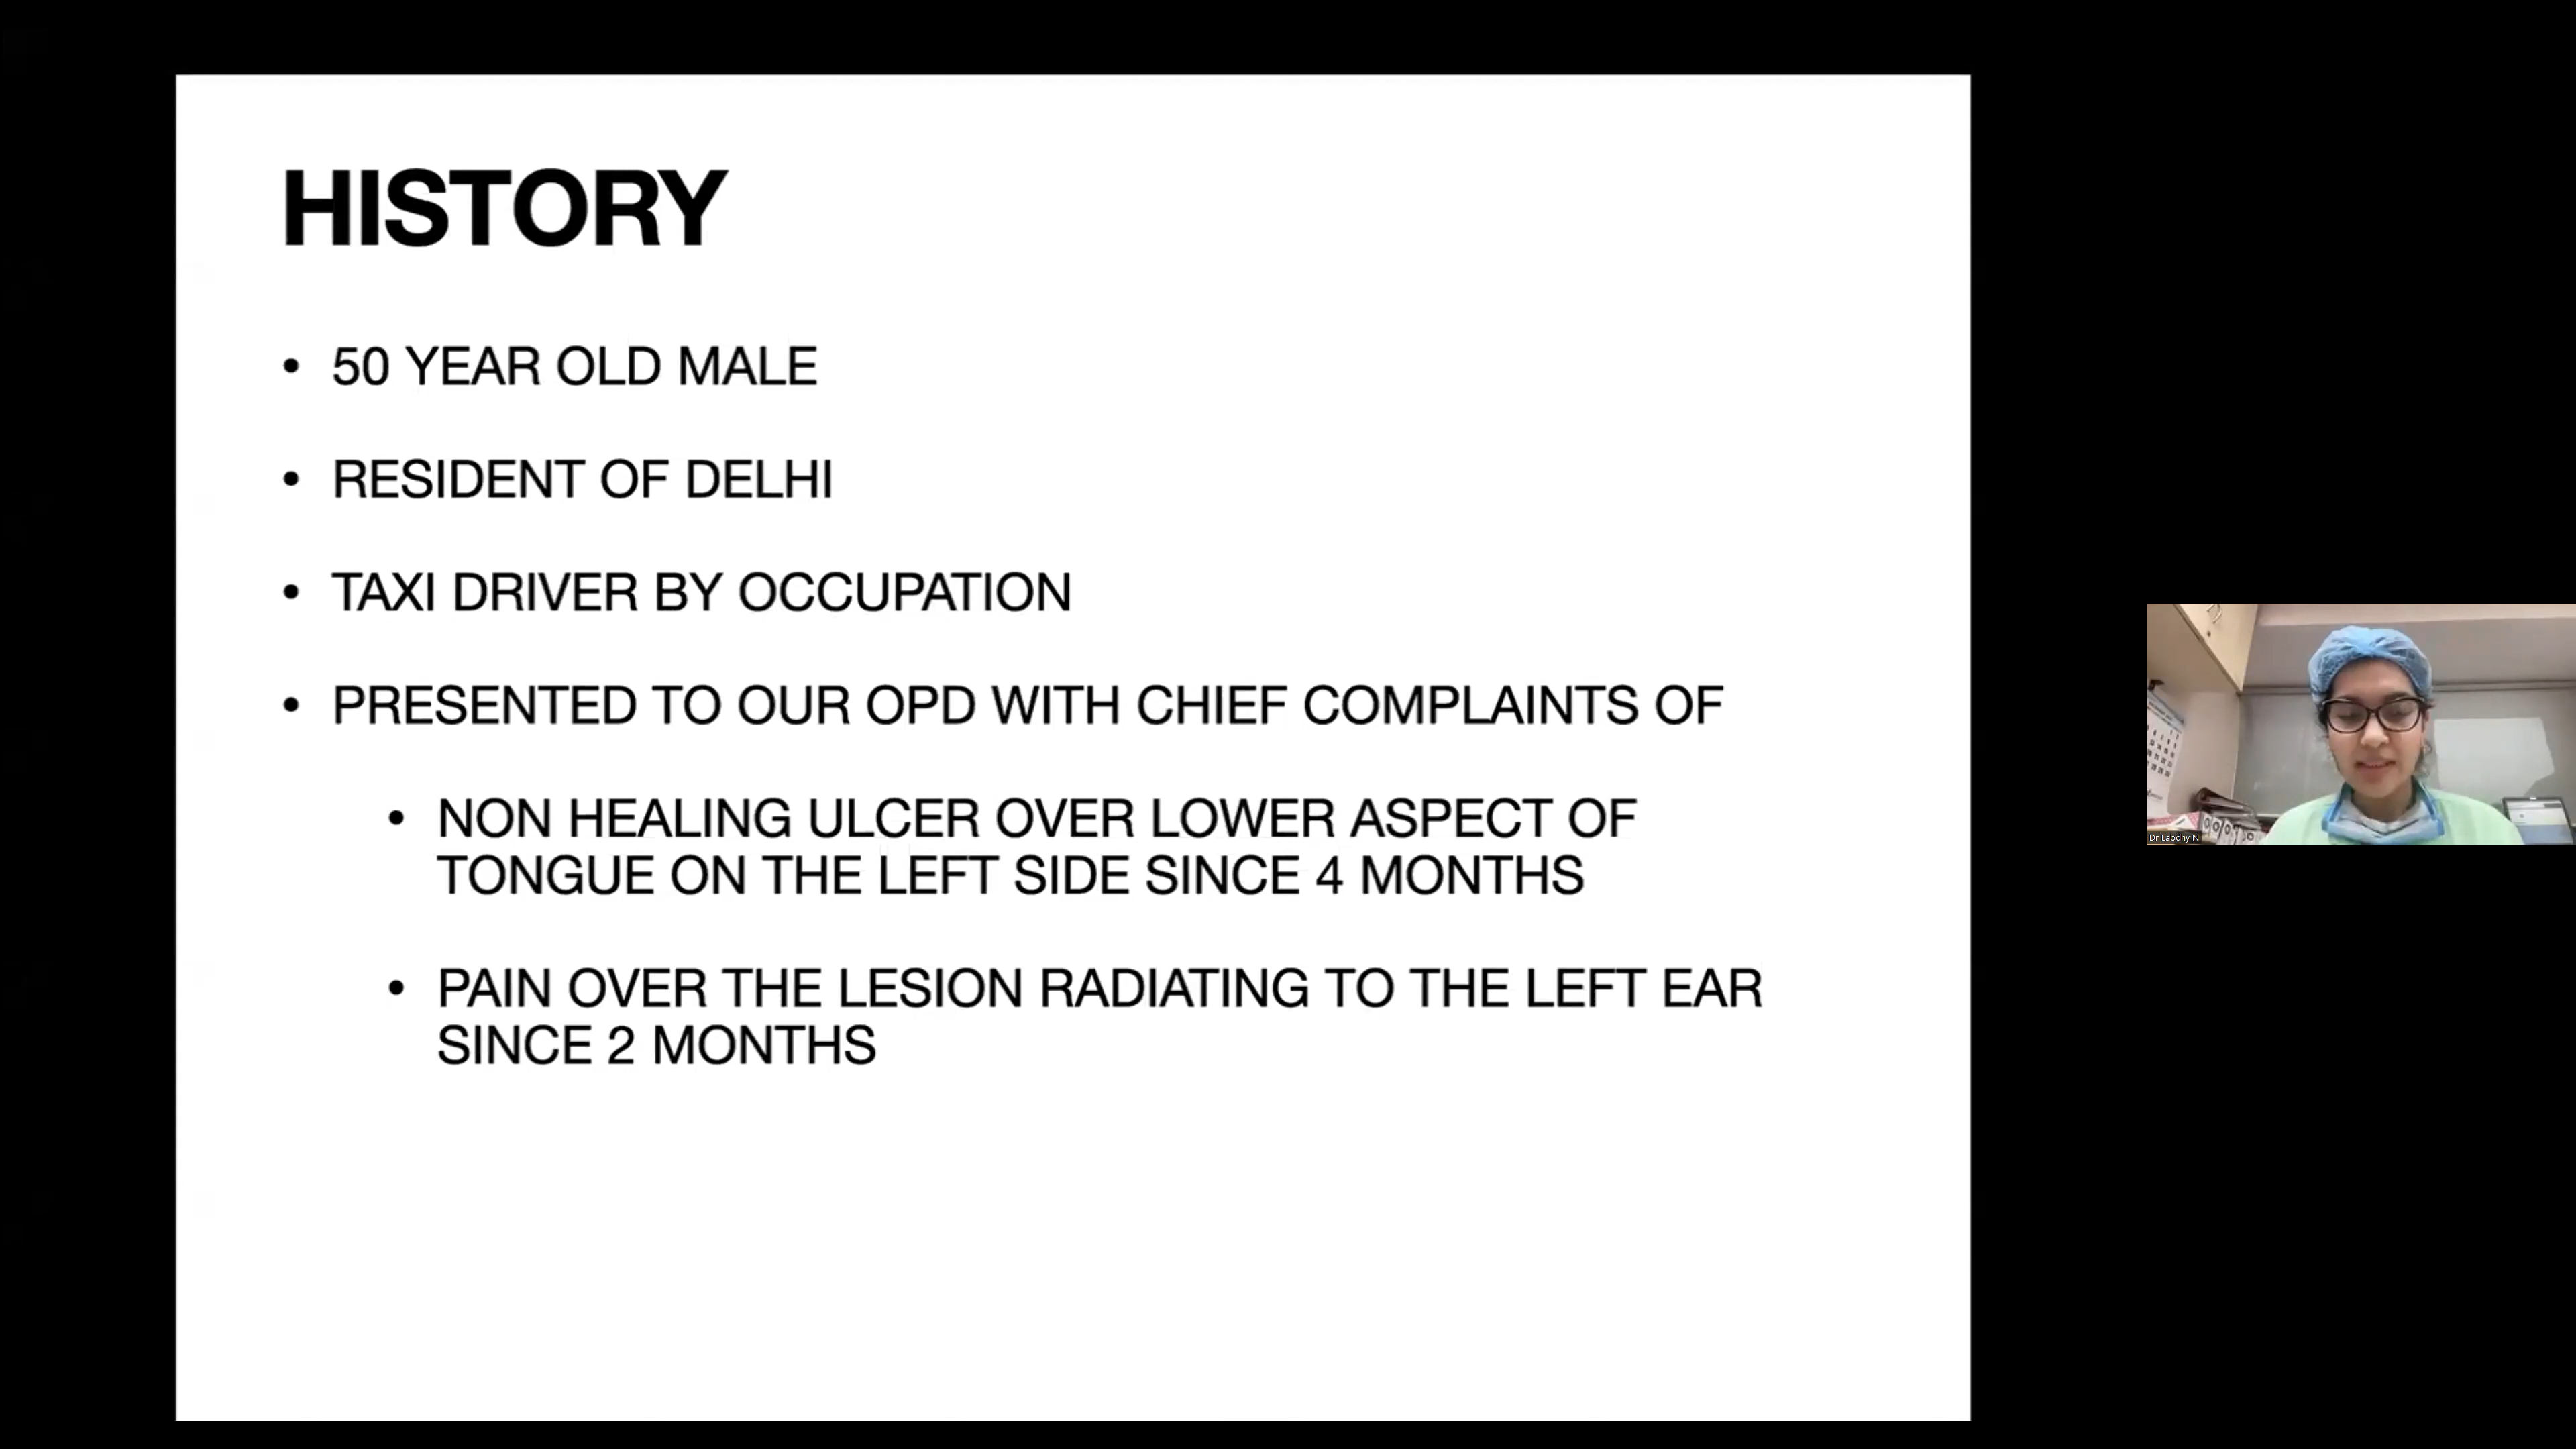 HISTORY
• 50 YEAR OLD MALE
• RESIDENT OF DELHI
• TAXI DRIVER BY OCCUPATION
• PRESENTED TO OUR OPD WITH CHIEF COMPLAINTS OF
• NON HEALING ULCER OVER LOWER ASPECT OF
TONGUE ON THE LEFT SIDE SINCE 4 MONTHS
• PAIN OVER THE LESION RADIATING TO THE LEFT EAR
SINCE 2 MONTHS
Dr Labdhy N